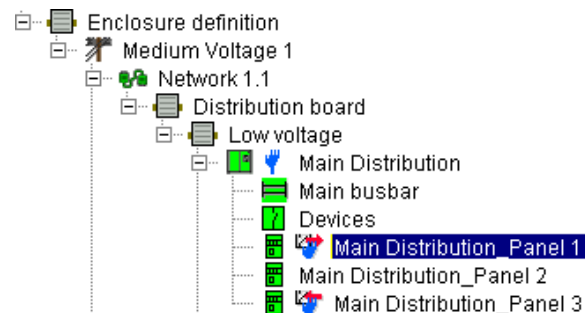 Enclosure definition
Medium Voltage 1
Network 1.1
Distribution board
Low voltage
Main Distribution
Main busbar
Devices
Main Distribution_Panel 1
Main Distribution_Panel 2
Main Distribution_Panel 3